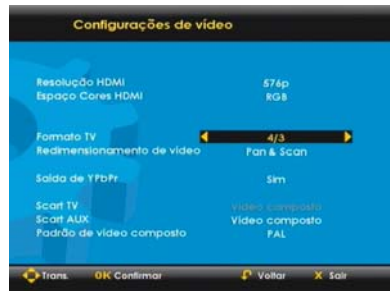 Configurações de vídeo
Resolução HDMI 576p
Espaço Cores HDMI RGB
Formato TV 4/3
Redimensionamento de vídeo Pan & Scan
Saída de YPbPr Sim
Scart TV Vídeo composto
Scart AUX Vídeo composto
Padrão de vídeo composto PAL
Trans. OK Confirmar Voltar X Sair